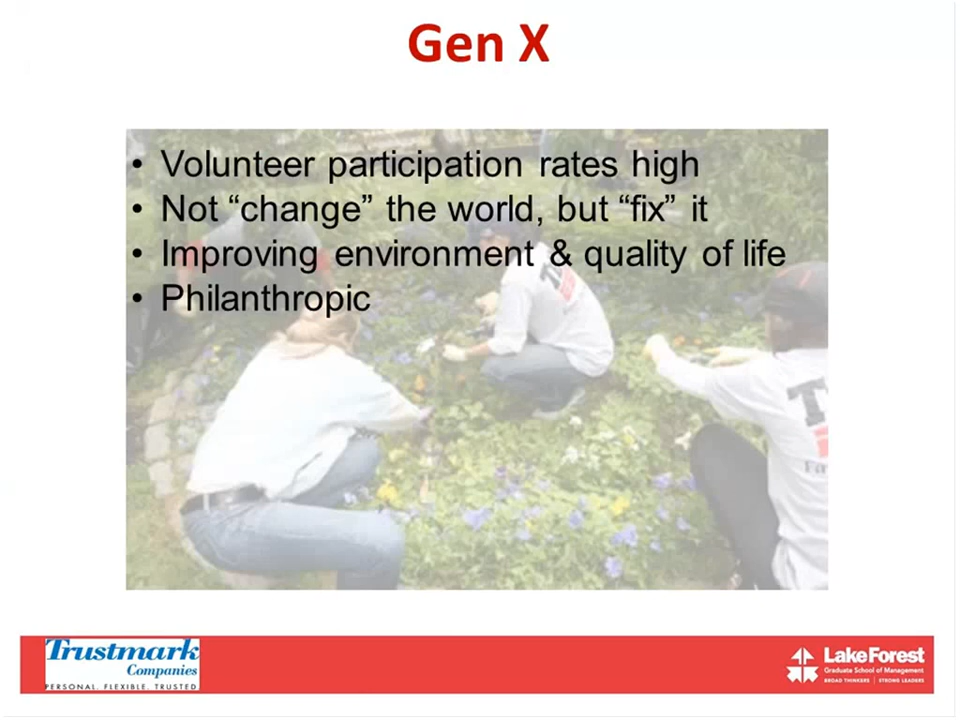 Gen X
• Volunteer participation rates high
• Not “change” the world, but “fix” it
• Improving environment & quality of life
• Philanthropic
Trustmark
Companies
PERSONAL. FLEXIBLE. TRUSTED
Lake Forest
Graduate School of Management
BROAD THINKERS | STRONG LEADERS